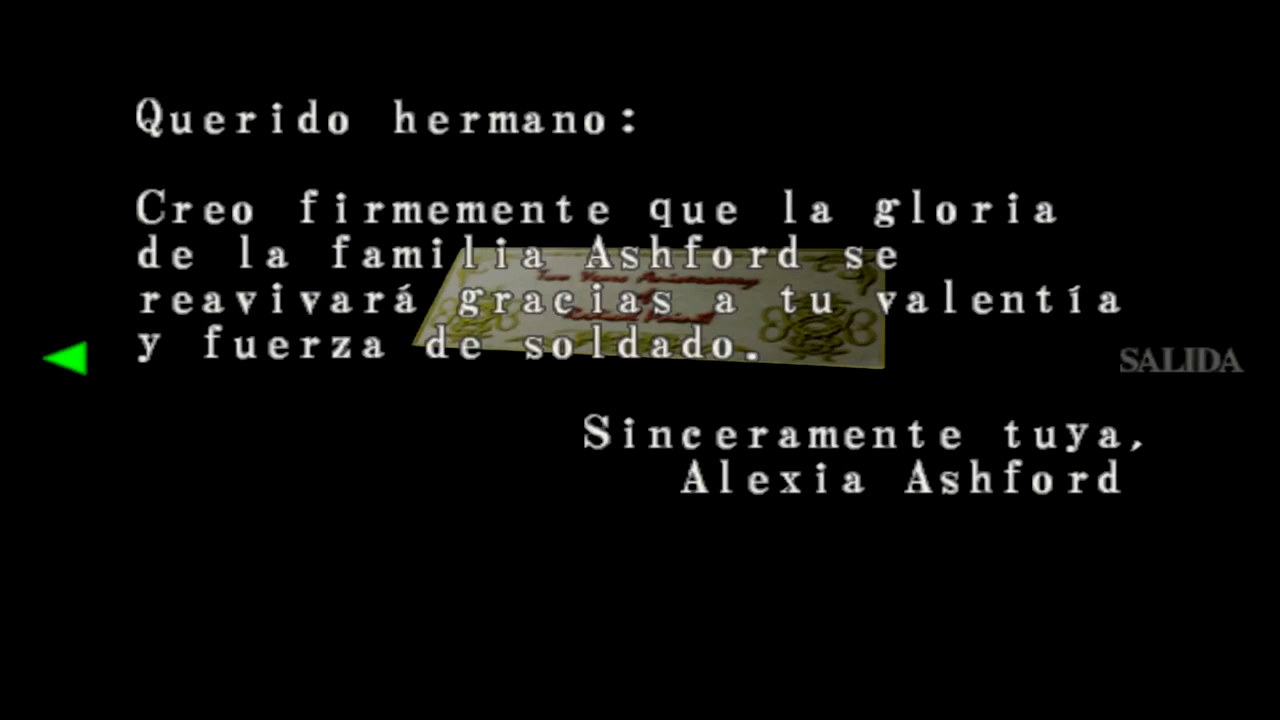 Querido hermano:
Creo firmemente que la gloria
de la familia Ashford se
reavivará gracias a tu valentía
y fuerza de soldado.
SALIDA
Sinceramente tuya,
Alexia Ashford